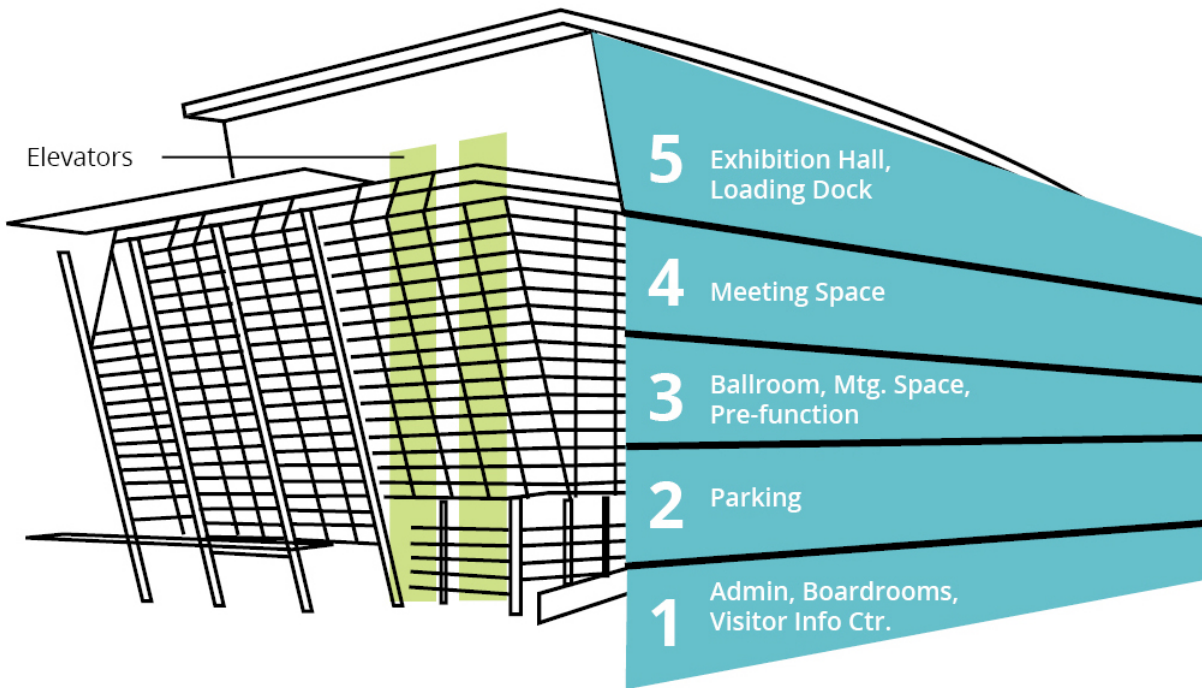 Elevators
5
Exhibition Hall,
Loading Dock
4
Meeting Space
3
Ballroom, Mtg. Space,
Pre-function
2
Parking
1
Admin, Boardrooms,
Visitor Info Ctr.